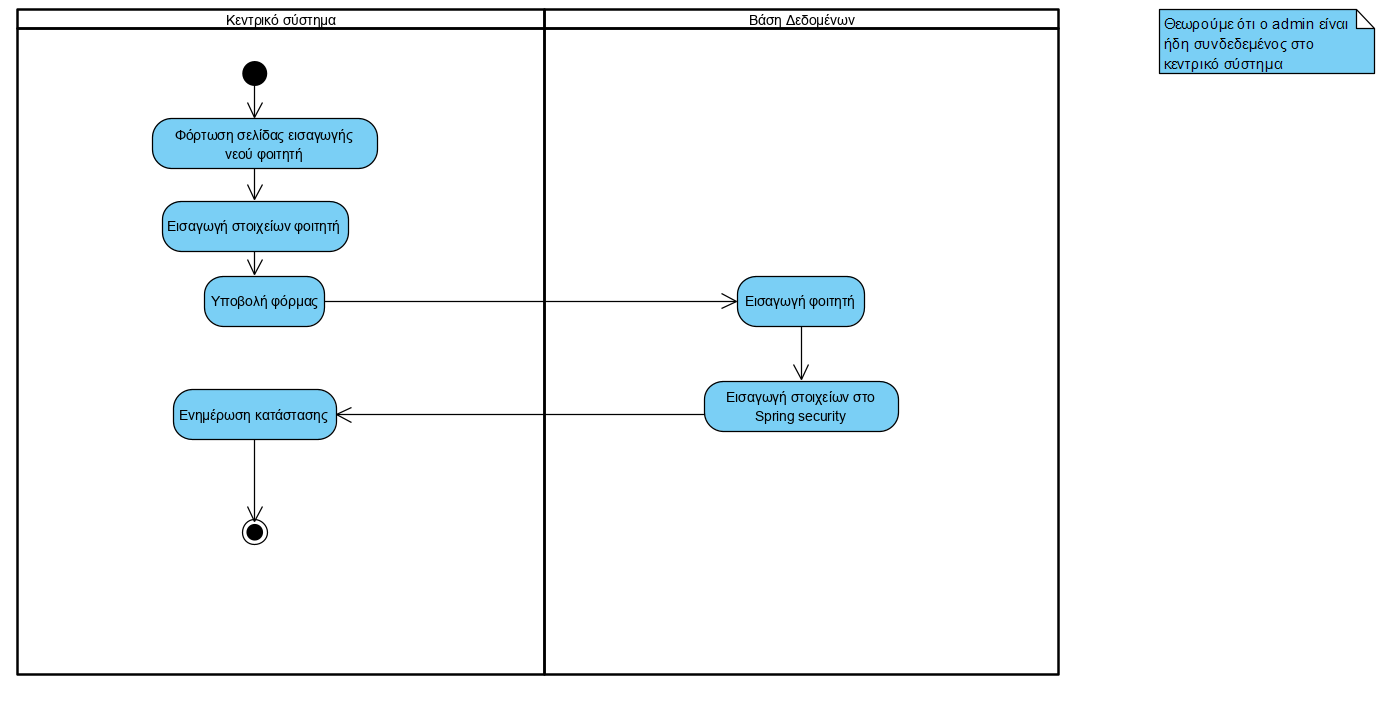 Κεντρικό σύστημα
Βάση Δεδομένων
Θεωρούμε ότι ο admin είναι
ήδη συνδεδεμένος στο
κεντρικό σύστημα
Φόρτωση σελίδας εισαγωγής
νεού φοιτητή
Εισαγωγή στοιχείων φοιτητή
Υποβολή φόρμας
Εισαγωγή φοιτητή
Εισαγωγή στοιχείων στο
Spring security
Ενημέρωση κατάστασης